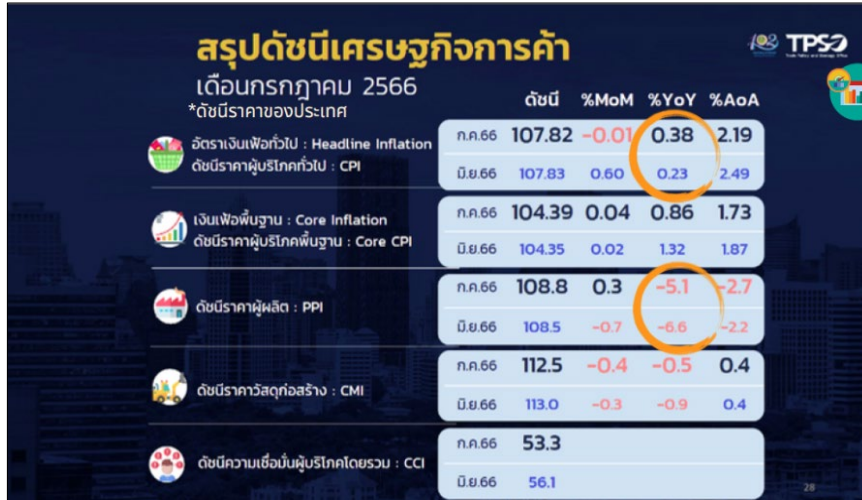 สรุปดัชนีเศรษฐกิจการค้า
TPSO
เดือนกรกฎาคม 2566
*ดัชนีราคาของประเทศ
ดัชนี %MoM %YoY %AoA
อัตราเงินเฟ้อทั่วไป : Headline Inflation
ดัชนีราคาผู้บริโภคทั่วไป : CPI
ก.ค.66 107.82 -0.01 0.38 2.19
มิ.ย.66 107.83 0.60 0.23 2.49
เงินเฟ้อพื้นฐาน : Core Inflation
ดัชนีราคาผู้บริโภคพื้นฐาน : Core CPI
ก.ค.66 104.39 0.04 0.86 1.73
มิ.ย.66 104.35 0.02 1.32 1.87
ดัชนีราคาผู้ผลิต : PPI
ก.ค.66 108.8 0.3 -5.1 -2.7
มิ.ย.66 108.5 -0.7 -6.6 -2.2
ดัชนีราคาวัสดุก่อสร้าง : CMI
ก.ค.66 112.5 -0.4 -0.5 0.4
มิ.ย.66 113.0 -0.3 -0.9 0.4
ดัชนีความเชื่อมั่นผู้บริโภคโดยรวม : CCI
ก.ค.66 53.3
มิ.ย.66 56.1
28